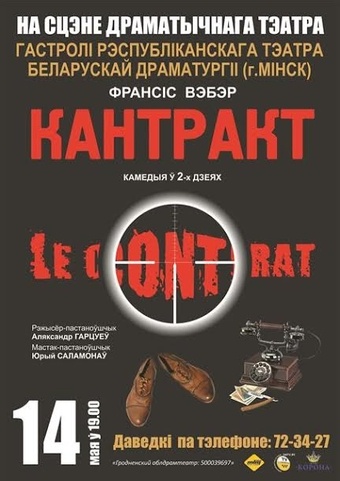 НА СЦЭНЕ ДРАМАТЫЧНАГА ТЭАТРА
ГАСТРОЛІ РЭСПУБЛІКАНСКАГА ТЭАТРА
БЕЛАРУСКАЙ ДРАМАТУРГІІ (г.МІНСК)
ФРАНСІС ВЭБЭР
КАНТРАКТ
КАМЕДЫЯ Ў 2-х ДЗЕЯХ
LE CONTRAT
Рэжысёр-пастаноўшчык
Аляксандр ГАРЦУЕЎ
Мастак-пастаноўшчык
Юрый САЛАМОНАЎ
14
мая ў 19.00
Даведкі па тэлефоне: 72-34-27
«Гродненский облдрамтеатр: 500039697»
КОРОНА